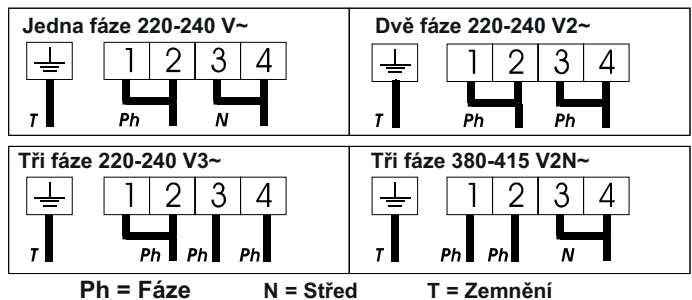 Jedna fáze 220-240 V~
1 2 3 4
T Ph N
Dvě fáze 220-240 V2~
1 2 3 4
T Ph Ph
Tři fáze 220-240 V3~
1 2 3 4
T Ph Ph Ph
Tři fáze 380-415 V2N~
1 2 3 4
T Ph Ph N
Ph = Fáze N = Střed T = Zemnění